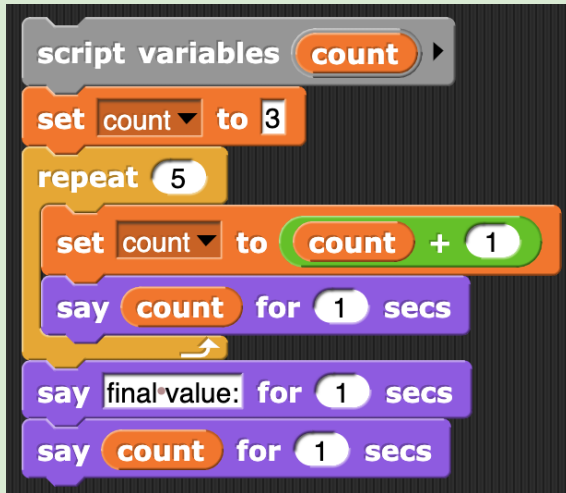 script variables count
set count to 3
repeat 5
set count to count + 1
say count for 1 secs
say final value: for 1 secs
say count for 1 secs